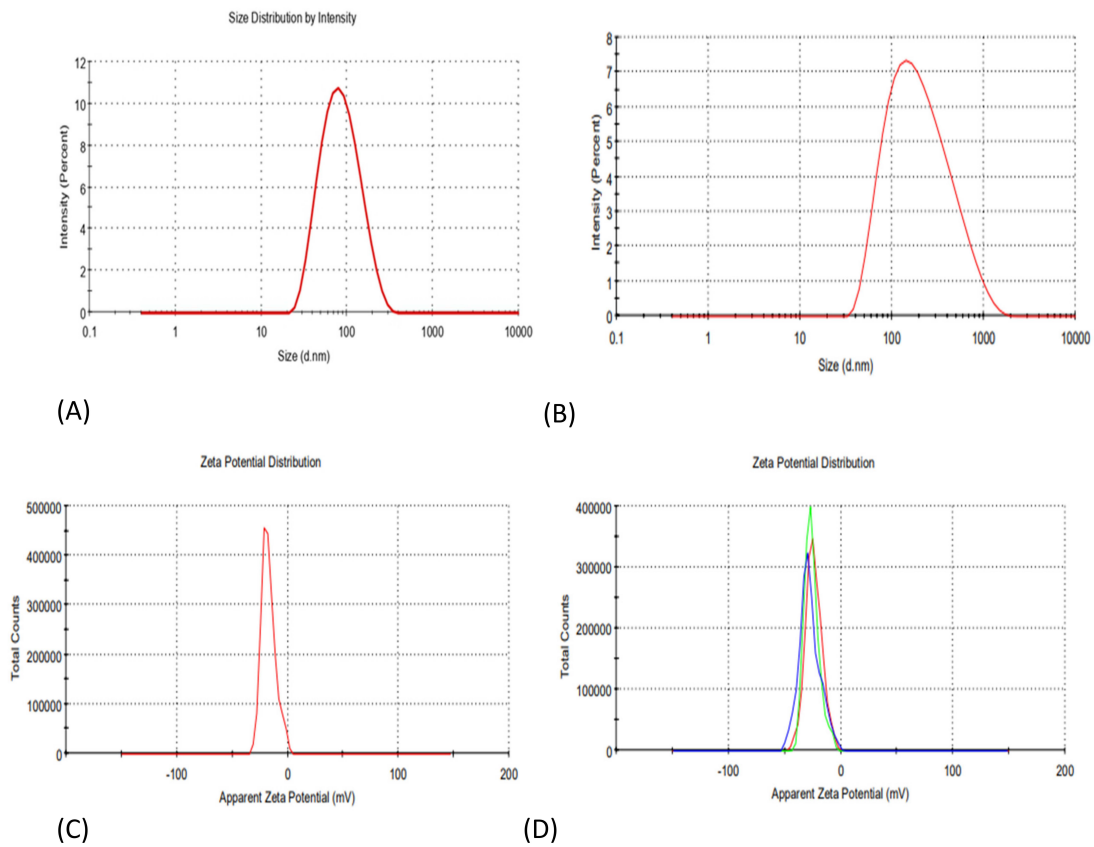 Size Distribution by Intensity
12
10
8
6
4
2
0
Intensity (Percent)
0.1 1 10 100 1000 10000
Size (d.nm)
(A)
8
7
6
5
4
3
2
1
0
Intensity (Percent)
0.1 1 10 100 1000 10000
Size (d.nm)
(B)
Zeta Potential Distribution
500000
400000
300000
200000
100000
0
Total Counts
-100 0 100 200
Apparent Zeta Potential (mV)
(C)
Zeta Potential Distribution
400000
300000
200000
100000
0
Total Counts
-100 0 100 200
Apparent Zeta Potential (mV)
(D)